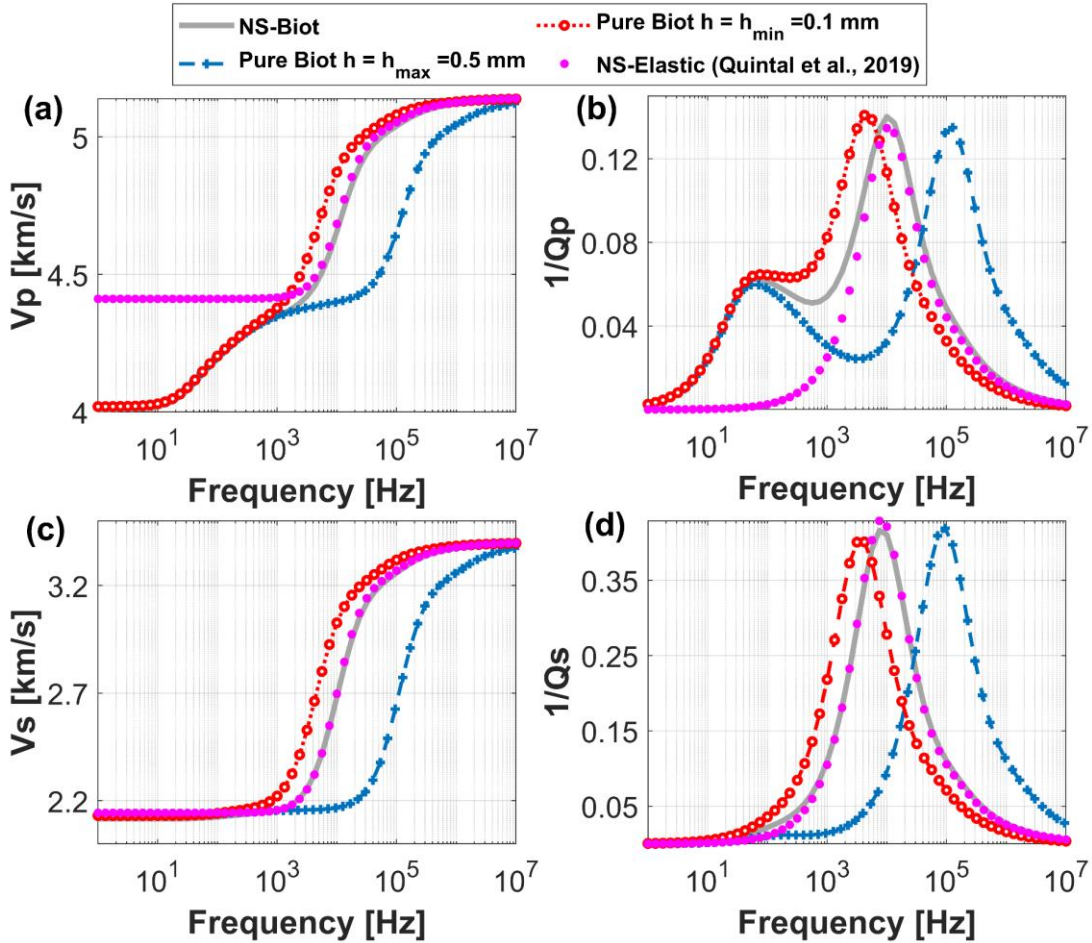 NS-Biot
Pure Biot h = h_min =0.1 mm
Pure Biot h = h_max =0.5 mm
NS-Elastic (Quintal et al., 2019)
(a)
Vp [km/s]
5
4.5
4
10^1 10^3 10^5 10^7
Frequency [Hz]
(b)
1/Qp
0.12
0.08
0.04
10^1 10^3 10^5 10^7
Frequency [Hz]
(c)
Vs [km/s]
3.2
2.7
2.2
10^1 10^3 10^5 10^7
Frequency [Hz]
(d)
1/Qs
0.35
0.25
0.15
0.05
10^1 10^3 10^5 10^7
Frequency [Hz]